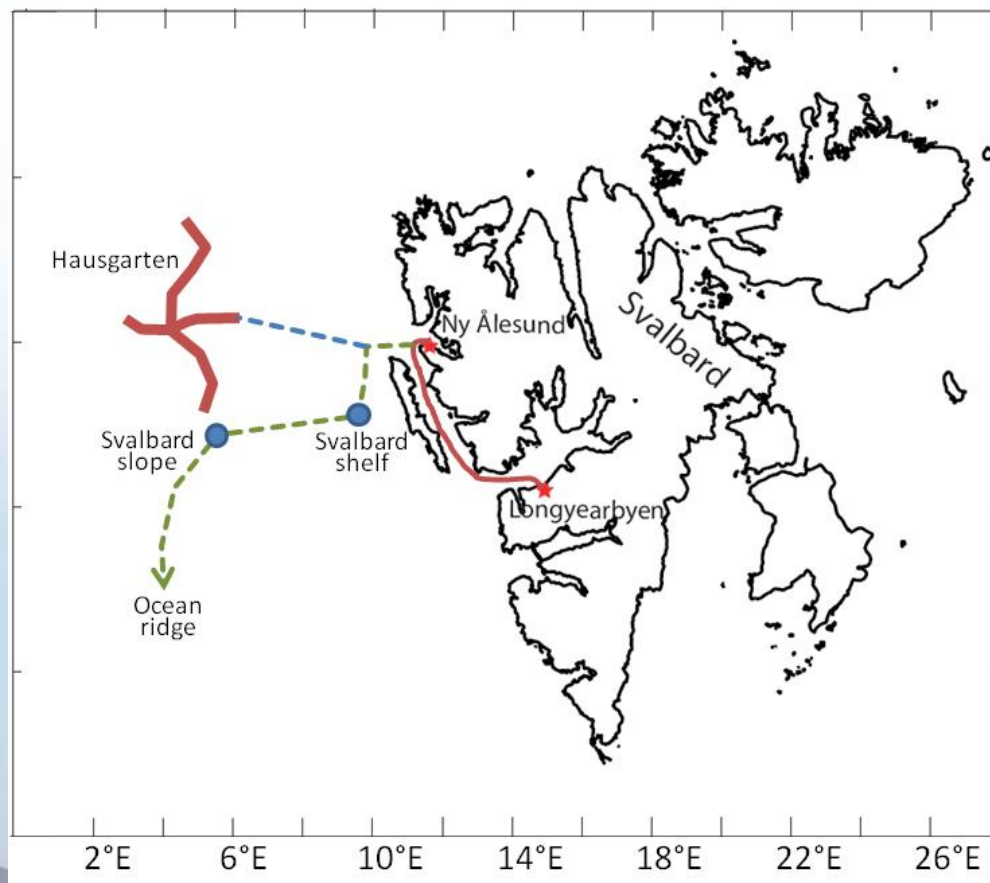 Hausgarten
Ny Ålesund
Svalbard
Svalbard
slope
Svalbard
shelf
Longyearbyen
Ocean
ridge
2°E 6°E 10°E 14°E 18°E 22°E 26°E